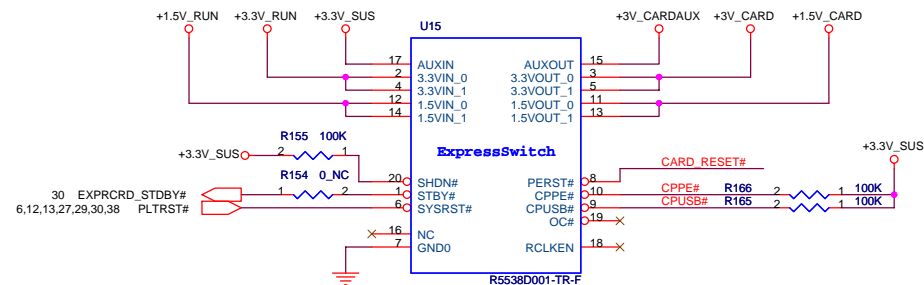 +1.5V_RUN +3.3V_RUN +3.3V_SUS +3V_CARDAUX +3V_CARD +1.5V_CARD
U15
17 AUXIN AUXOUT 15
2 3.3VIN_0 3.3VOUT_0 3
4 3.3VIN_1 3.3VOUT_1 5
12 1.5VIN_0 1.5VOUT_0 11
14 1.5VIN_1 1.5VOUT_1 13
R155 100K
+3.3V_SUS 2 1 ExpressSwitch +3.3V_SUS
R154 0_NC CARD_RESET#
20 SHDN# PERST# 8
30 EXPRCRD_STDBY# 1 2 1 STBY# CPPE# 10 CPPE# R166 2 1 100K
6,12,13,27,29,30,38 PLTRST# 6 SYSRST# CPUSB# 9 CPUSB# R165 2 1 100K
OC# 19
16 NC
7 GND0 RCLKEN 18
R5538D001-TR-F